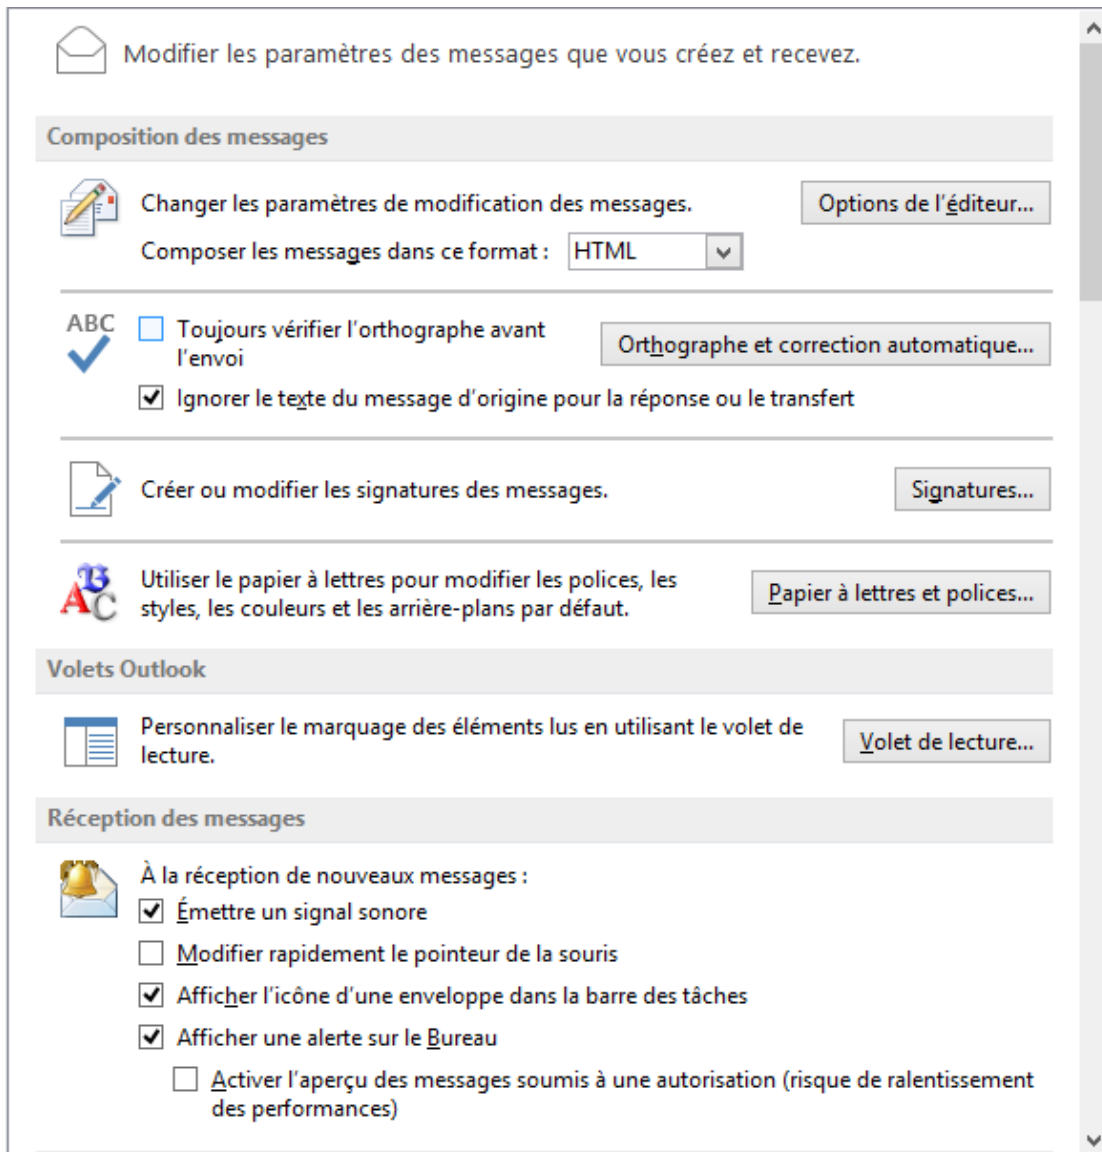 Modifier les paramètres des messages que vous créez et recevez.
Composition des messages
Changer les paramètres de modification des messages.
Options de l'éditeur...
Composer les messages dans ce format :
HTML
ABC
Toujours vérifier l'orthographe avant
l'envoi
Orthographe et correction automatique...
Ignorer le texte du message d'origine pour la réponse ou le transfert
Créer ou modifier les signatures des messages.
Signatures...
Utiliser le papier à lettres pour modifier les polices, les
styles, les couleurs et les arrière-plans par défaut.
Papier à lettres et polices...
Volets Outlook
Personnaliser le marquage des éléments lus en utilisant le volet de
lecture.
Volet de lecture...
Réception des messages
À la réception de nouveaux messages :
Émettre un signal sonore
Modifier rapidement le pointeur de la souris
Afficher l'icône d'une enveloppe dans la barre des tâches
Afficher une alerte sur le Bureau
Activer l'aperçu des messages soumis à une autorisation (risque de ralentissement
des performances)